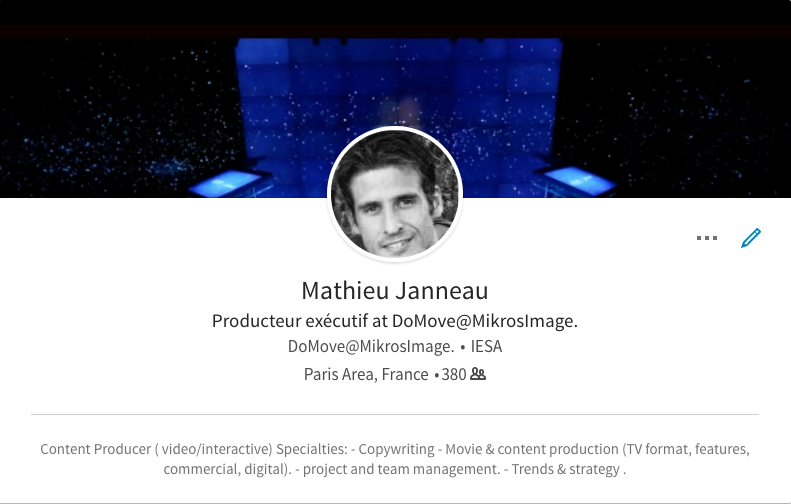 Mathieu Janneau
Producteur exécutif at DoMove@MikrosImage.
DoMove@MikrosImage. • IESA
Paris Area, France • 380
Content Producer ( video/interactive) Specialties: - Copywriting - Movie & content production (TV format, features,
commercial, digital). - project and team management. - Trends & strategy .